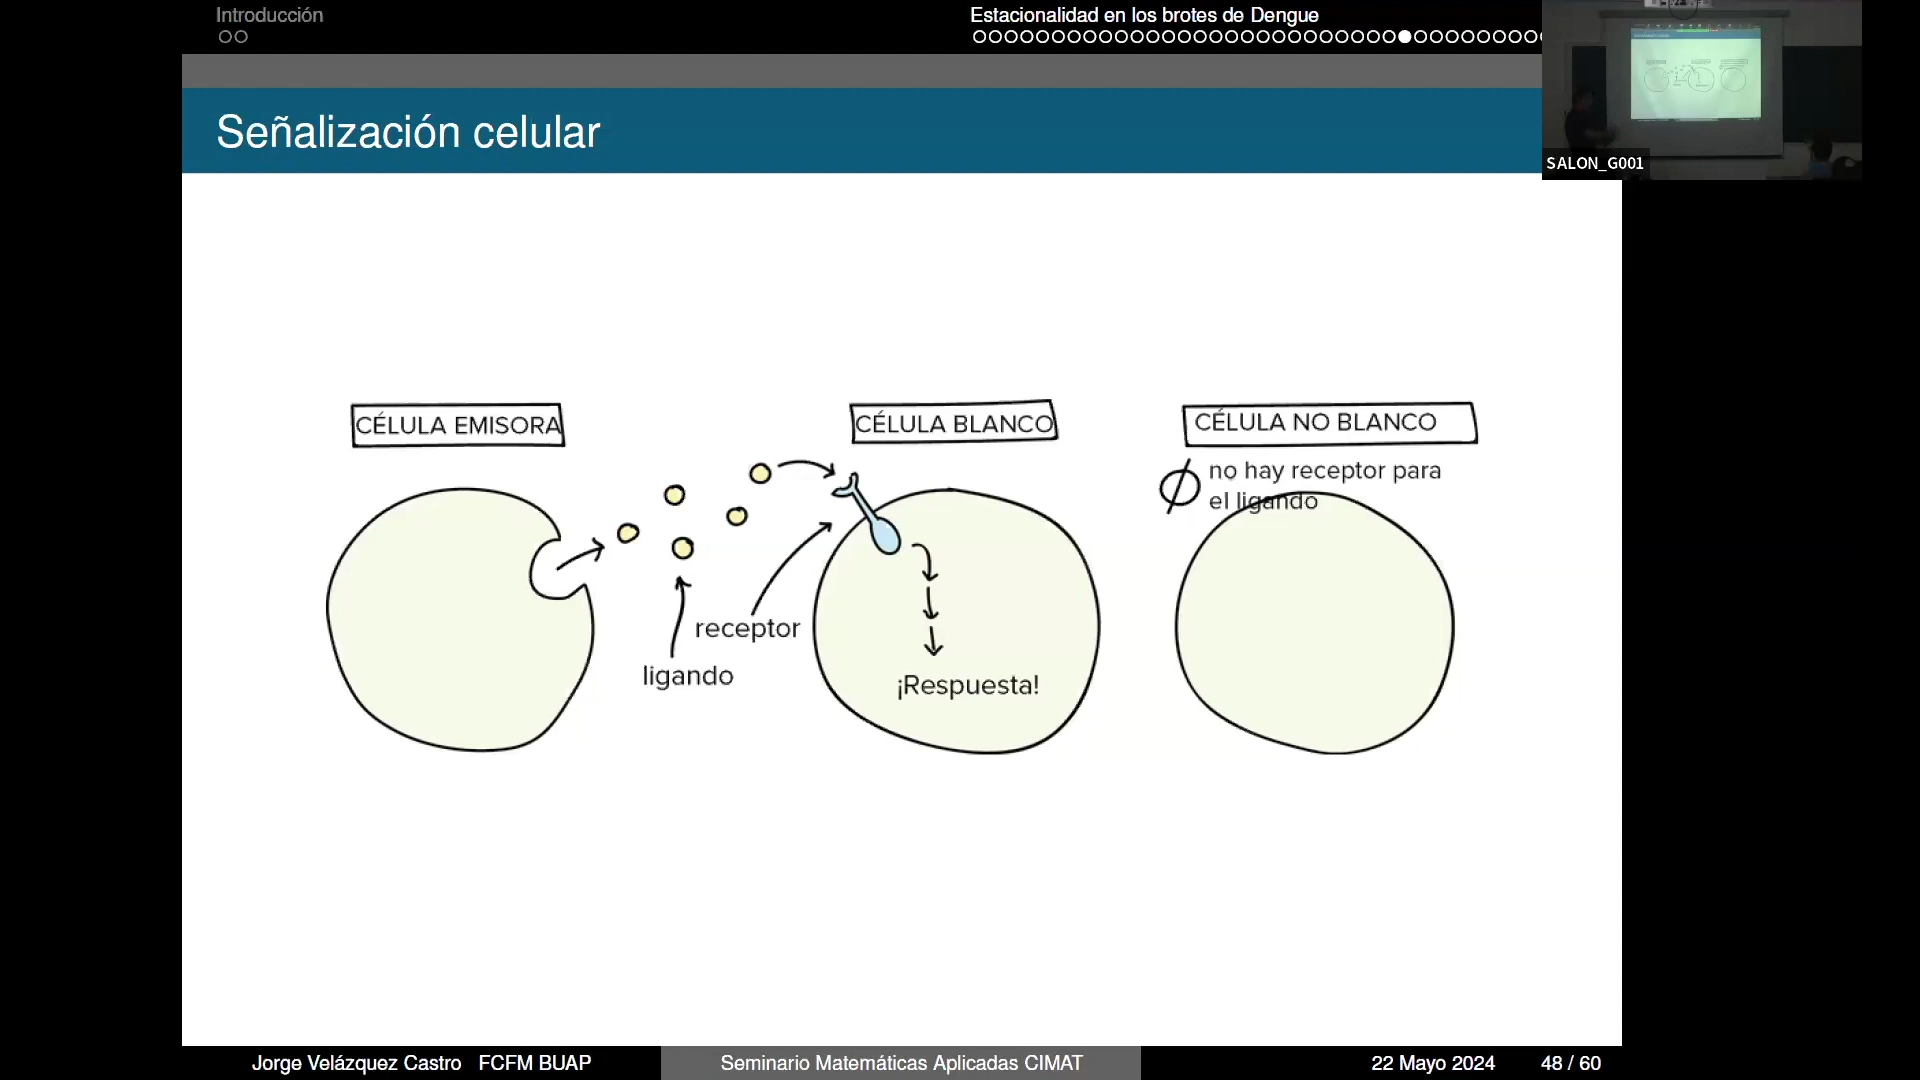 Introducción
Estacionalidad en los brotes de Dengue
SALON_G001
Señalización celular
CÉLULA EMISORA
CÉLULA BLANCO
CÉLULA NO BLANCO
no hay receptor para
el ligando
receptor
ligando
¡Respuesta!
Jorge Velázquez Castro FCFM BUAP
Seminario Matemáticas Aplicadas CIMAT
22 Mayo 2024
48 / 60